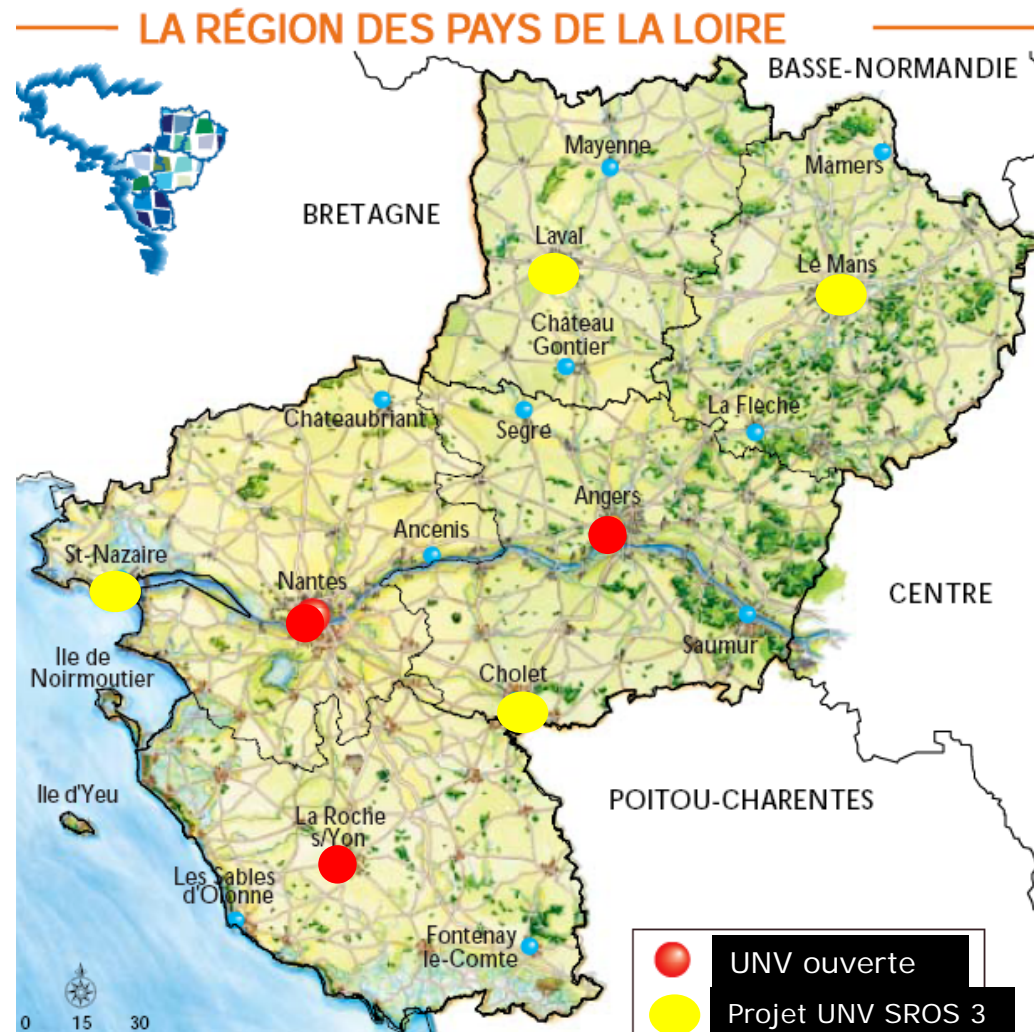 LA RÉGION DES PAYS DE LA LOIRE
BASSE-NORMANDIE
Mayenne
Mamers
BRETAGNE
Laval
Le Mans
Château
Gontier
Chateaubriant
Segré
La Flèche
Angers
Ancenis
St-Nazaire
Nantes
CENTRE
Saumur
Ile de
Noirmoutier
Cholet
Ile d'Yeu
POITOU-CHARENTES
La Roche
s/Yon
Les Sables
d'Olonne
Fontenay
le-Comte
UNV ouverte
Projet UNV SROS 3
0 15 30